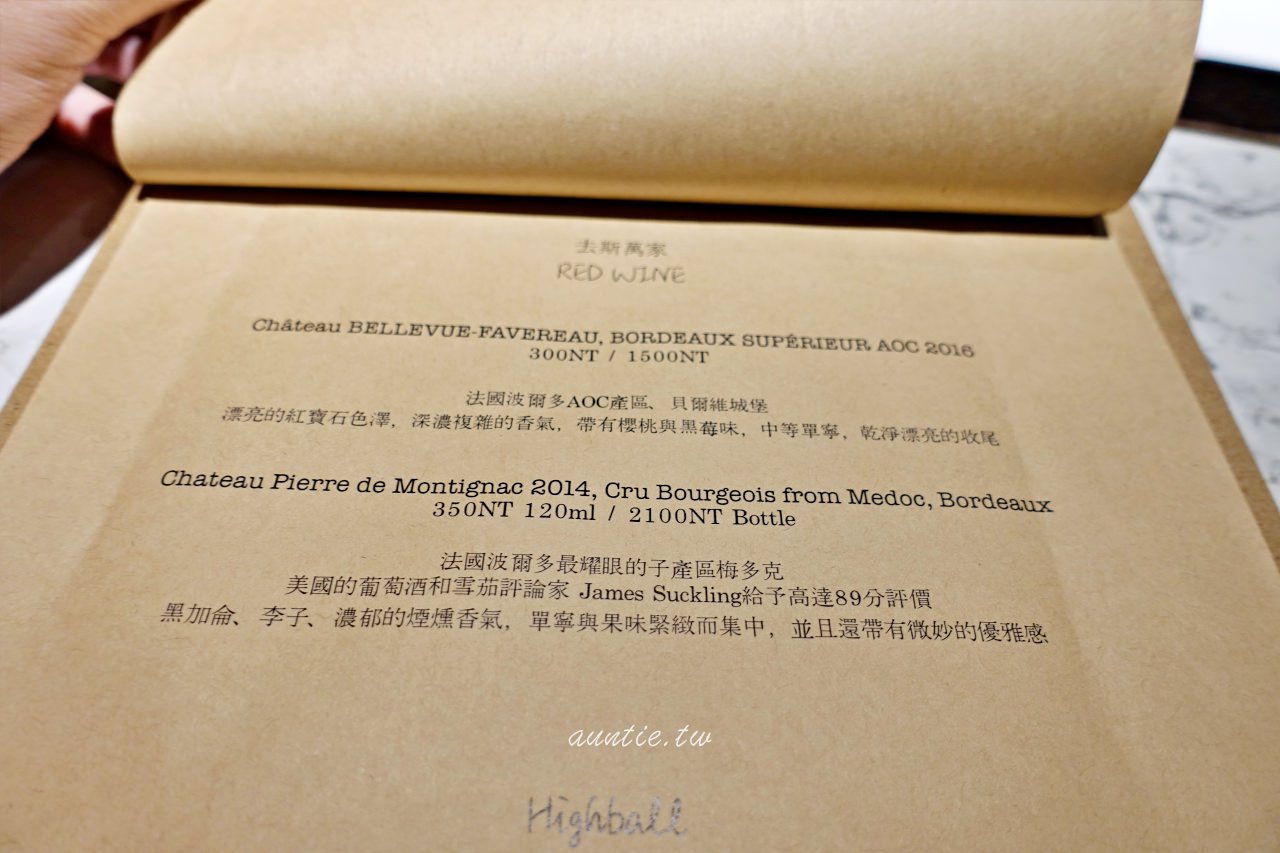 去斯萬家
RED WINE
Château BELLEVUE-FAVEREAU, BORDEAUX SUPÉRIEUR AOC 2016
300NT / 1500NT
法國波爾多AOC產區、貝爾維城堡
漂亮的紅寶石色澤，深濃複雜的香氣，帶有櫻桃與黑莓味，中等單寧，乾淨漂亮的收尾
Chateau Pierre de Montignac 2014, Cru Bourgeois from Medoc, Bordeaux
350NT 120ml / 2100NT Bottle
法國波爾多最耀眼的子產區梅多克
美國的葡萄酒和雪茄評論家 James Suckling給予高達89分評價
黑加侖、李子、濃郁的煙燻香氣，單寧與果味緊緻而集中，並且還帶有微妙的優雅感
auntie.tw
Highball